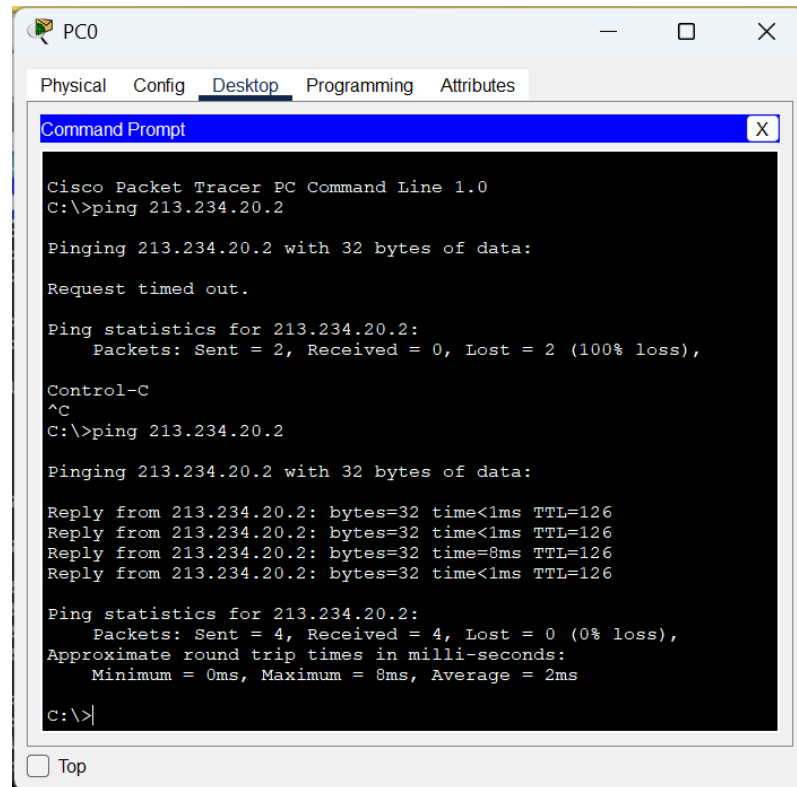 PC0
Physical Config Desktop Programming Attributes
Command Prompt
X
Cisco Packet Tracer PC Command Line 1.0
C:\>ping 213.234.20.2
Pinging 213.234.20.2 with 32 bytes of data:
Request timed out.
Ping statistics for 213.234.20.2:
    Packets: Sent = 2, Received = 0, Lost = 2 (100% loss),
Control-C
^C
C:\>ping 213.234.20.2
Pinging 213.234.20.2 with 32 bytes of data:
Reply from 213.234.20.2: bytes=32 time<1ms TTL=126
Reply from 213.234.20.2: bytes=32 time<1ms TTL=126
Reply from 213.234.20.2: bytes=32 time=8ms TTL=126
Reply from 213.234.20.2: bytes=32 time<1ms TTL=126
Ping statistics for 213.234.20.2:
    Packets: Sent = 4, Received = 4, Lost = 0 (0% loss),
Approximate round trip times in milli-seconds:
    Minimum = 0ms, Maximum = 8ms, Average = 2ms
C:\>
Top